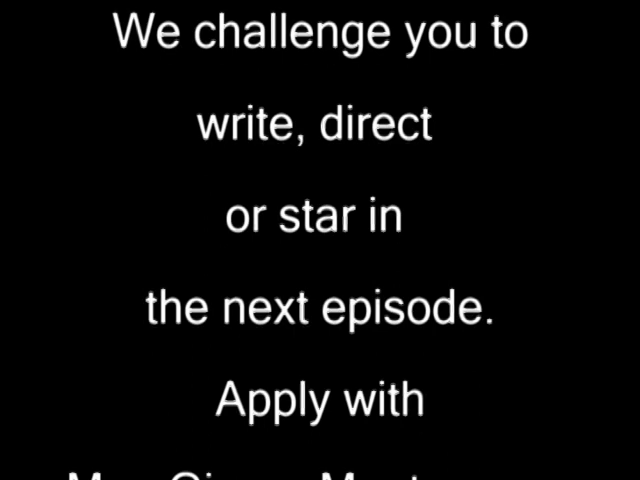 We challenge you to
write, direct
or star in
the next episode.
Apply with